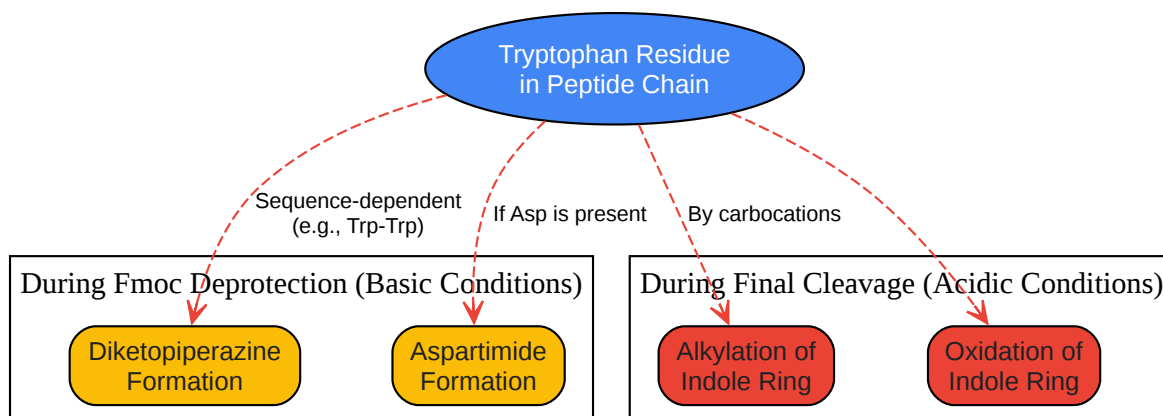 Tryptophan Residue
in Peptide Chain
Sequence-dependent
(e.g., Trp-Trp)
If Asp is present
By carbocations
During Fmoc Deprotection (Basic Conditions)
During Final Cleavage (Acidic Conditions)
Diketopiperazine
Formation
Aspartimide
Formation
Alkylation of
Indole Ring
Oxidation of
Indole Ring